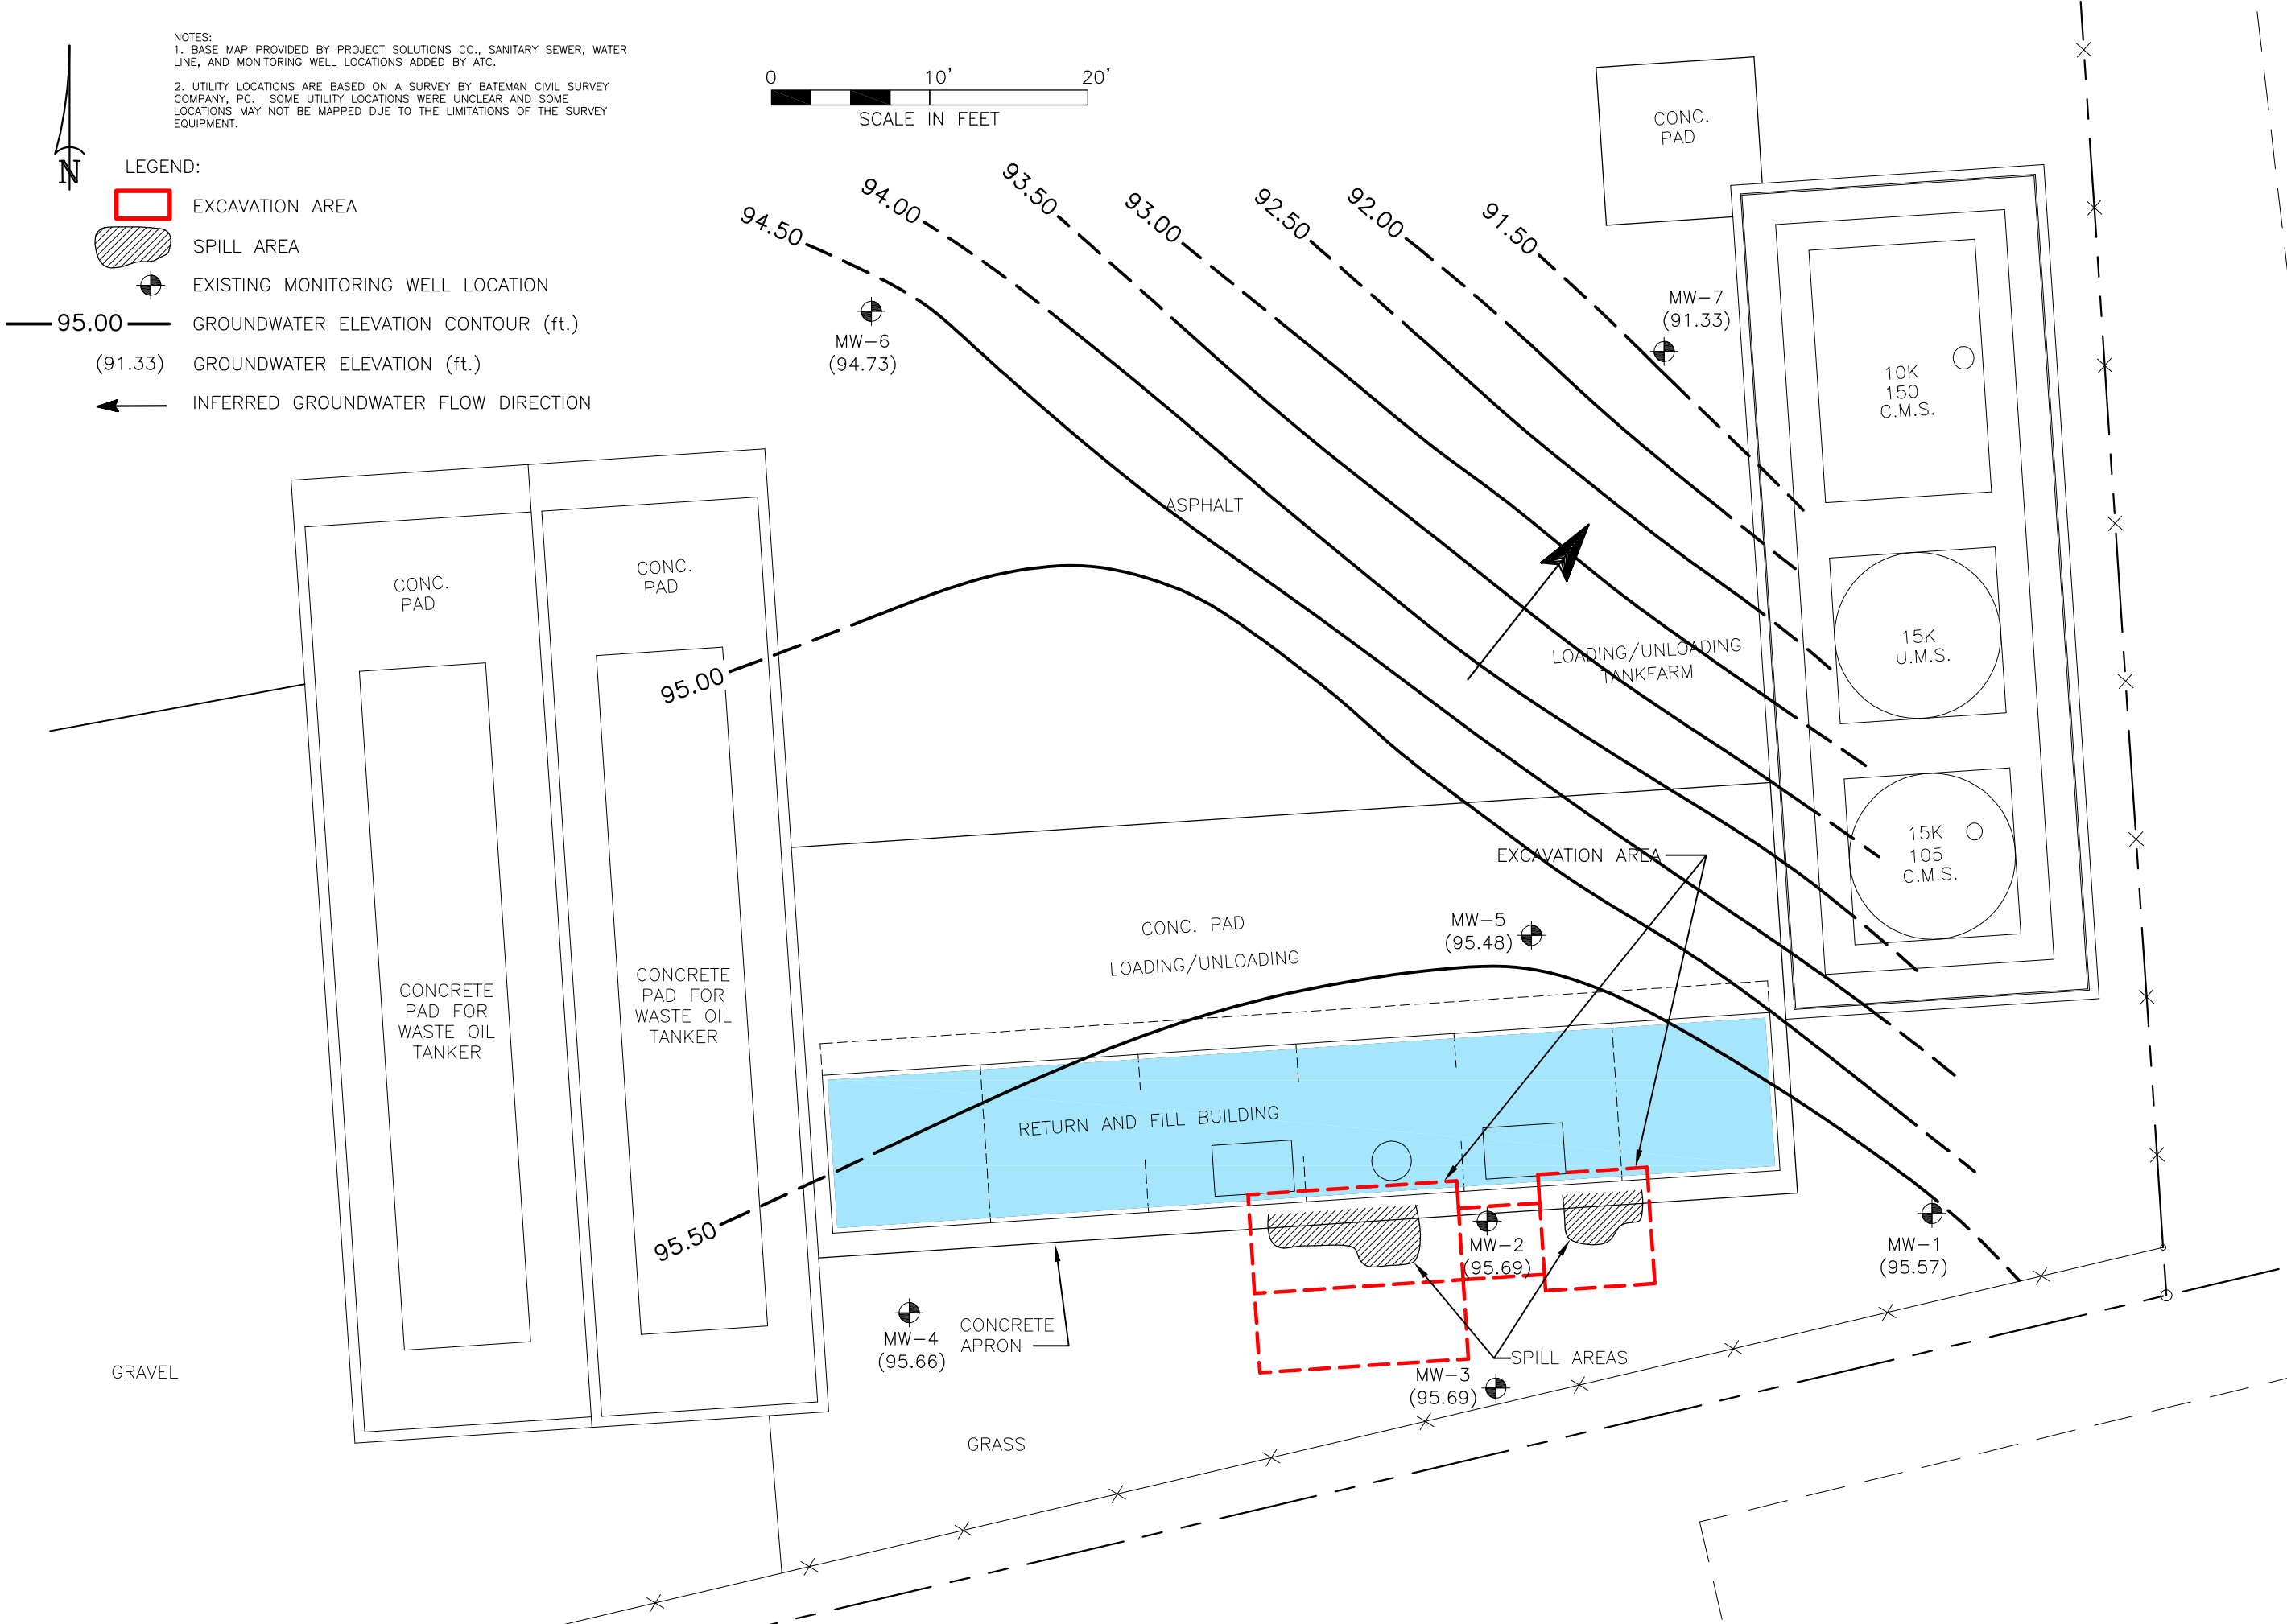 NOTES:
1. BASE MAP PROVIDED BY PROJECT SOLUTIONS CO., SANITARY SEWER, WATER
LINE, AND MONITORING WELL LOCATIONS ADDED BY ATC.
2. UTILITY LOCATIONS ARE BASED ON A SURVEY BY BATEMAN CIVIL SURVEY
COMPANY, PC. SOME UTILITY LOCATIONS WERE UNCLEAR AND SOME
LOCATIONS MAY NOT BE MAPPED DUE TO THE LIMITATIONS OF THE SURVEY
EQUIPMENT.
N
0 10' 20'
SCALE IN FEET
LEGEND:
EXCAVATION AREA
SPILL AREA
EXISTING MONITORING WELL LOCATION
95.00 GROUNDWATER ELEVATION CONTOUR (ft.)
(91.33) GROUNDWATER ELEVATION (ft.)
INFERRED GROUNDWATER FLOW DIRECTION
94.50
94.00
93.50
93.00
92.50
92.00
91.50
CONC.
PAD
MW-7
(91.33)
MW-6
(94.73)
10K
150
C.M.S.
ASPHALT
CONC.
PAD
CONC.
PAD
15K
U.M.S.
LOADING/UNLOADING
TANKFARM
95.00
15K
105
C.M.S.
EXCAVATION AREA
MW-5
(95.48)
CONC. PAD
LOADING/UNLOADING
CONCRETE
PAD FOR
WASTE OIL
TANKER
CONCRETE
PAD FOR
WASTE OIL
TANKER
RETURN AND FILL BUILDING
95.50
MW-2
(95.69)
MW-1
(95.57)
MW-4
(95.66)
CONCRETE
APRON
SPILL AREAS
MW-3
(95.69)
GRAVEL
GRASS